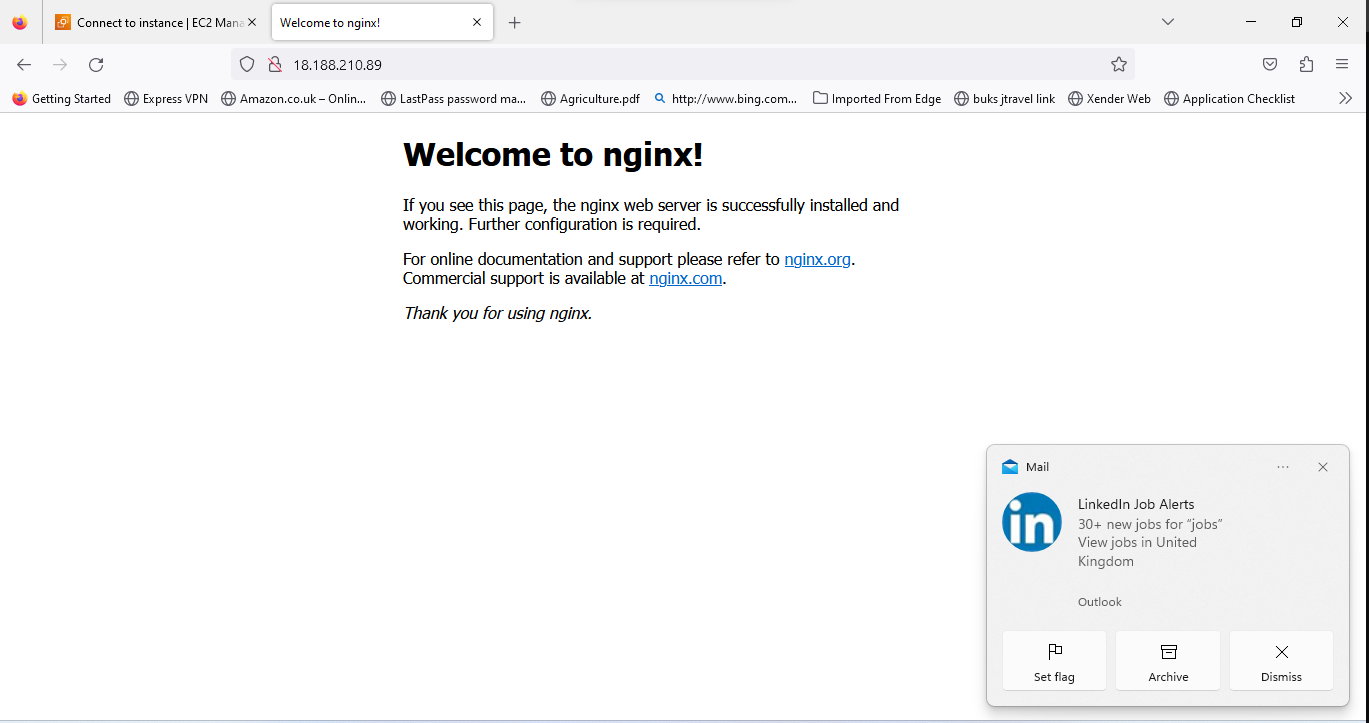 Connect to instance | EC2 Mana
Welcome to nginx!
18.188.210.89
Getting Started
Express VPN
Amazon.co.uk – Onlin...
LastPass password ma...
Agriculture.pdf
http://www.bing.com...
Imported From Edge
buks jtravel link
Xender Web
Application Checklist
Welcome to nginx!
If you see this page, the nginx web server is successfully installed and
working. Further configuration is required.
For online documentation and support please refer to nginx.org.
Commercial support is available at nginx.com.
Thank you for using nginx.
Mail
in
LinkedIn Job Alerts
30+ new jobs for “jobs”
View jobs in United
Kingdom
Outlook
Set flag
Archive
Dismiss